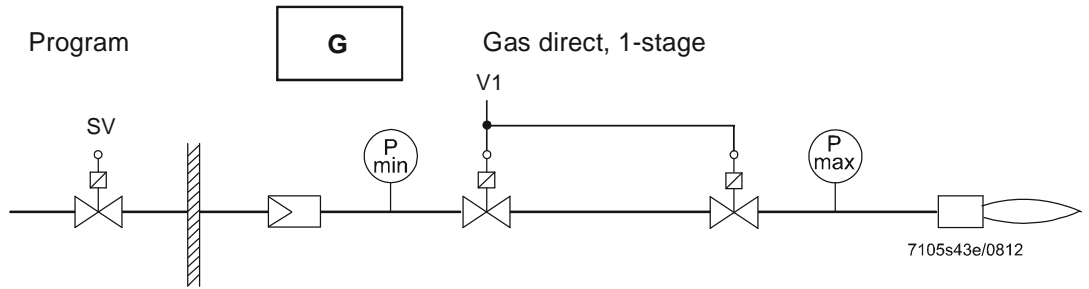 Program G Gas direct, 1-stage
V1
SV
P min
P max
7105s43e/0812